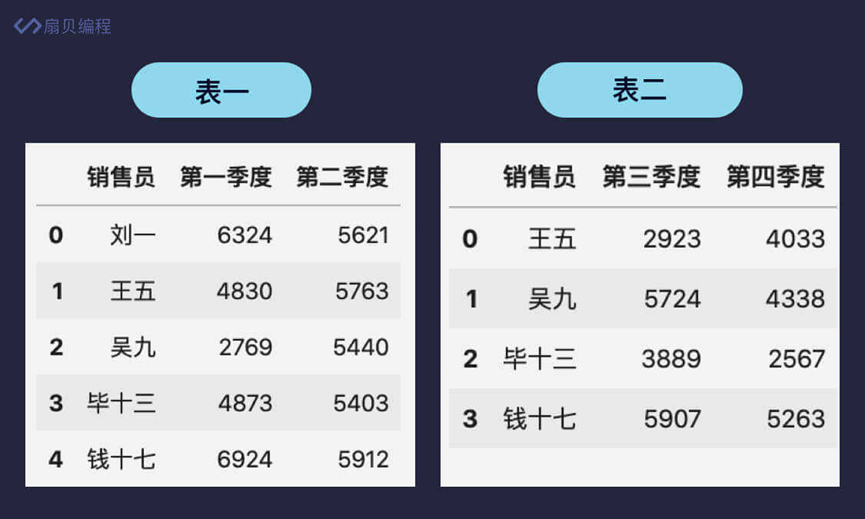 扇贝编程
表一
销售员 第一季度 第二季度
0 刘一 6324 5621
1 王五 4830 5763
2 吴九 2769 5440
3 毕十三 4873 5403
4 钱十七 6924 5912
表二
销售员 第三季度 第四季度
0 王五 2923 4033
1 吴九 5724 4338
2 毕十三 3889 2567
3 钱十七 5907 5263